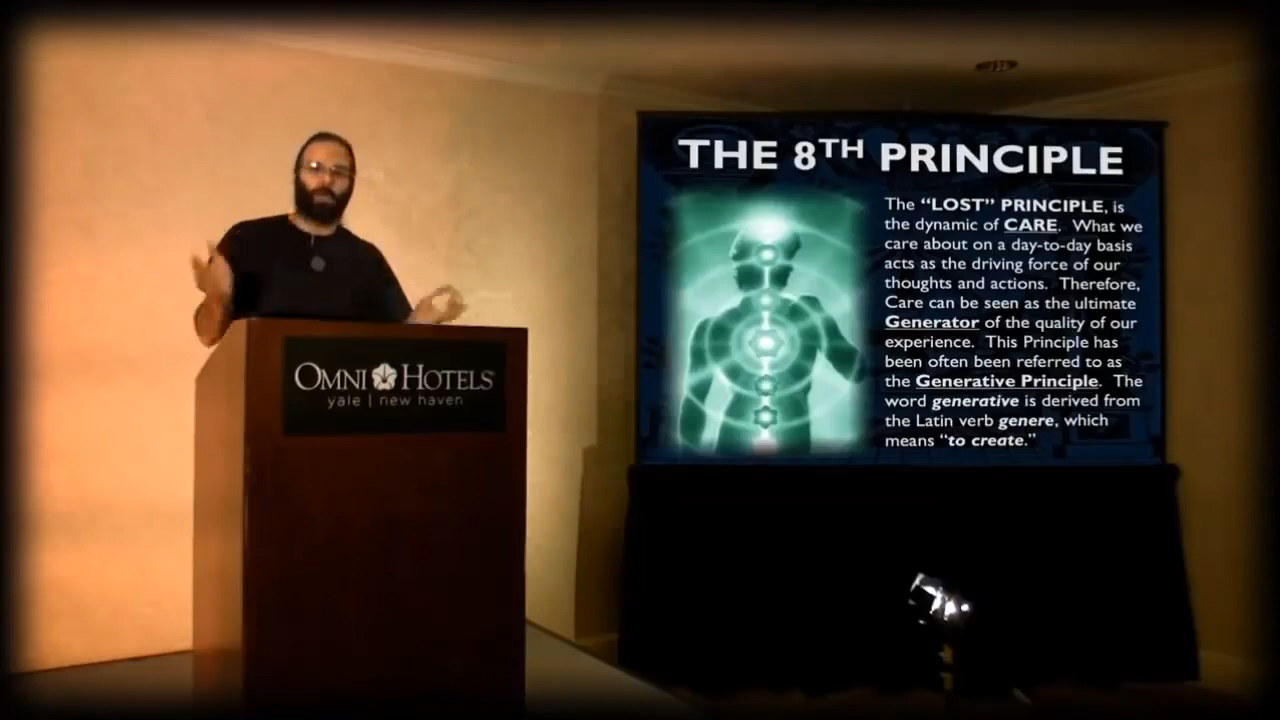 OMNI HOTELS®
yale | new haven
THE 8TH PRINCIPLE
The “LOST” PRINCIPLE, is
the dynamic of CARE. What we
care about on a day-to-day basis
acts as the driving force of our
thoughts and actions. Therefore,
Care can be seen as the ultimate
Generator of the quality of our
experience. This Principle has
been often been referred to as
the Generative Principle. The
word generative is derived from
the Latin verb genere, which
means “to create.”